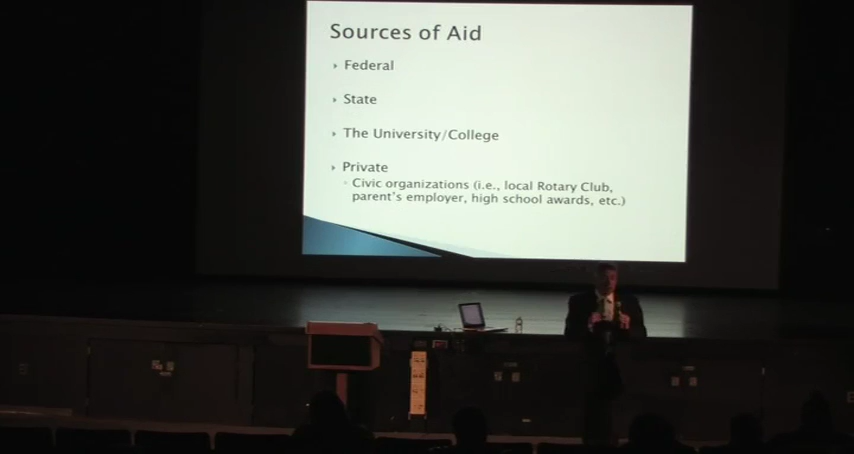 Sources of Aid
Federal
State
The University/College
Private
Civic organizations (i.e., local Rotary Club,
parent's employer, high school awards, etc.)